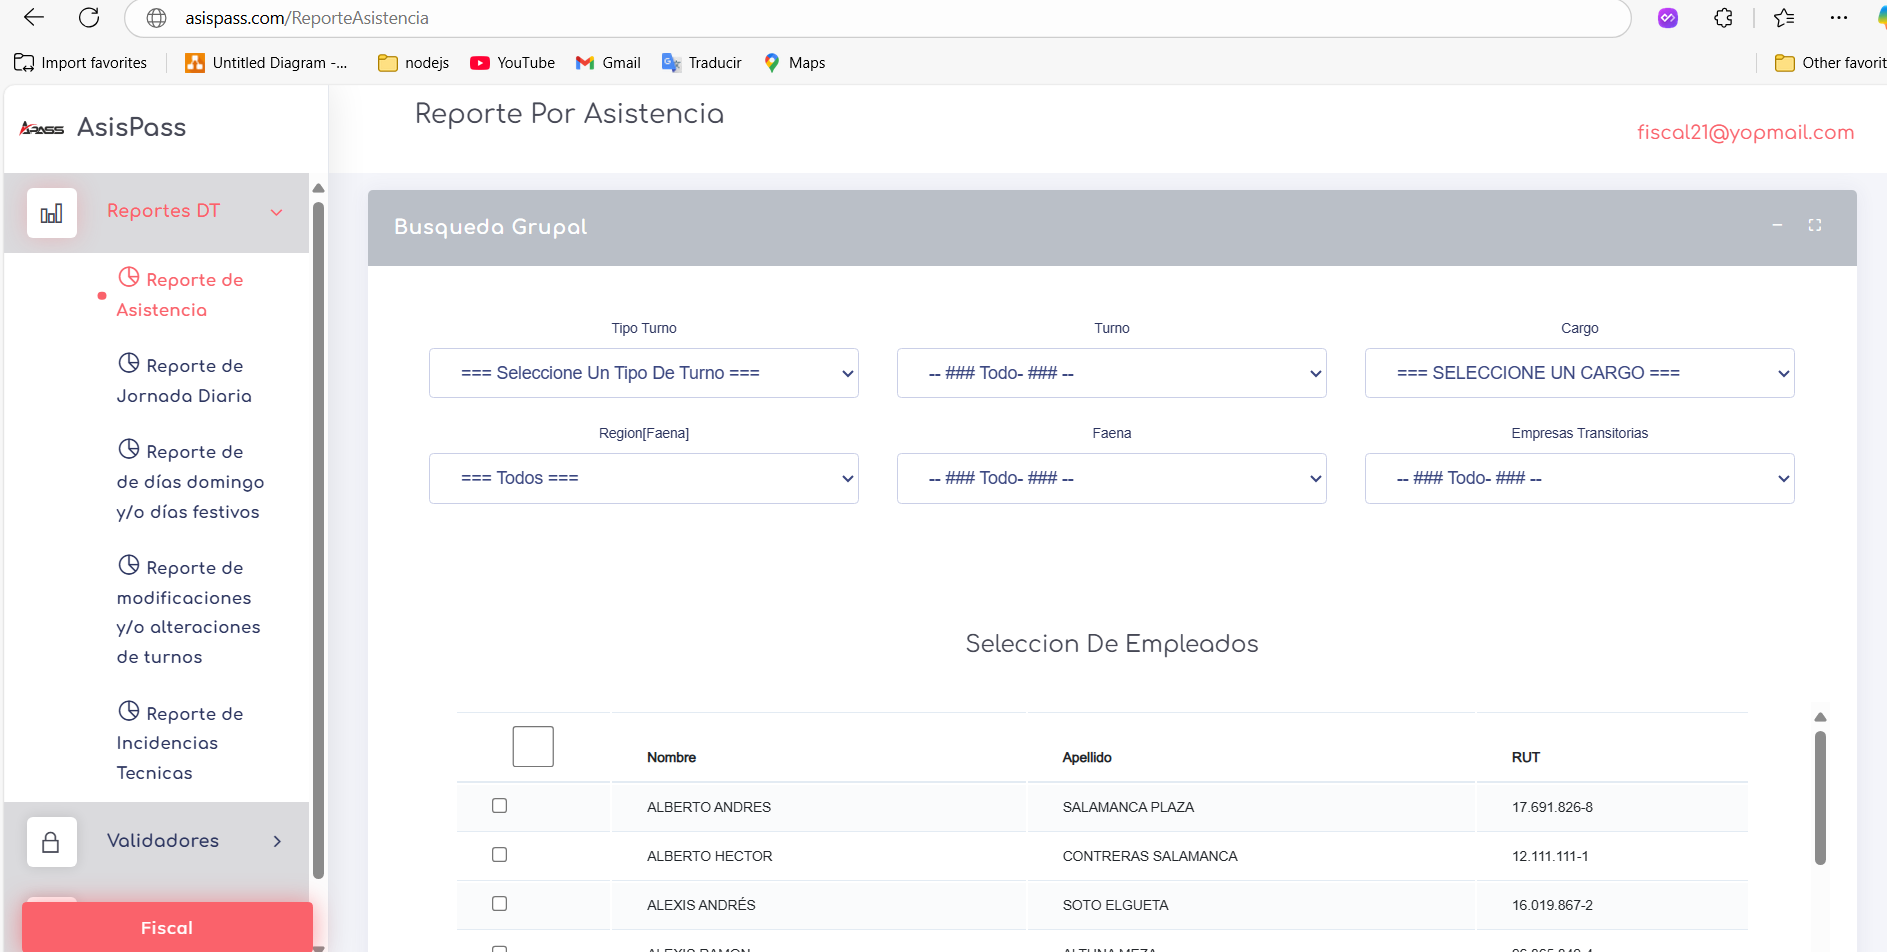 asispass.com/ReporteAsistencia
Import favorites
Untitled Diagram -...
nodejs
YouTube
Gmail
Traducir
Maps
Other favorit
APASS AsisPass
Reporte Por Asistencia
fiscal21@yopmail.com
Reportes DT
Reporte de
Asistencia
Reporte de
Jornada Diaria
Reporte de
de días domingo
y/o días festivos
Reporte de
modificaciones
y/o alteraciones
de turnos
Reporte de
Incidencias
Tecnicas
Validadores
Fiscal
Busqueda Grupal
Tipo Turno
=== Seleccione Un Tipo De Turno ===
Turno
-- ### Todo- ### --
Cargo
=== SELECCIONE UN CARGO ===
Region[Faena]
=== Todos ===
Faena
-- ### Todo- ### --
Empresas Transitorias
-- ### Todo- ### --
Seleccion De Empleados
Nombre Apellido RUT
ALBERTO ANDRES SALAMANCA PLAZA 17.691.826-8
ALBERTO HECTOR CONTRERAS SALAMANCA 12.111.111-1
ALEXIS ANDRÉS SOTO ELGUETA 16.019.867-2